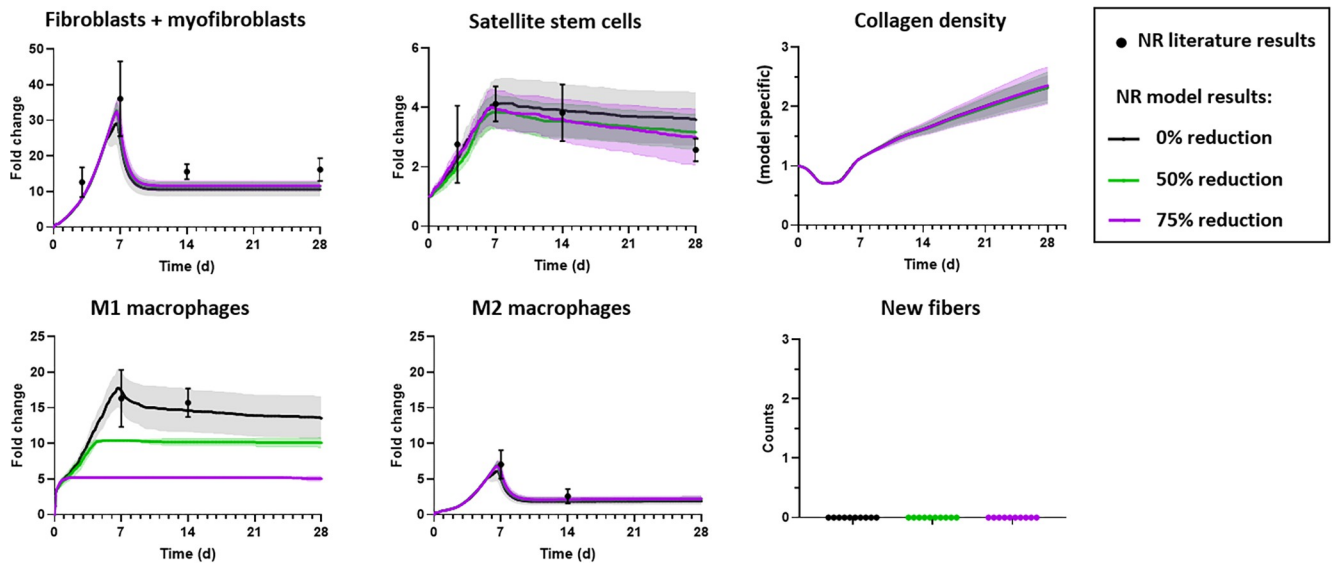 Fibroblasts + myofibroblasts
Fold change
50
40
30
20
10
0
0 7 14 21 28
Time (d)
Satellite stem cells
Fold change
6
4
2
0
0 7 14 21 28
Time (d)
Collagen density
(model specific)
3
2
1
0
0 7 14 21 28
Time (d)
NR literature results
NR model results:
0% reduction
50% reduction
75% reduction
M1 macrophages
Fold change
25
20
15
10
5
0
0 7 14 21 28
Time (d)
M2 macrophages
Fold change
25
20
15
10
5
0
0 7 14 21 28
Time (d)
New fibers
Counts
3
2
1
0